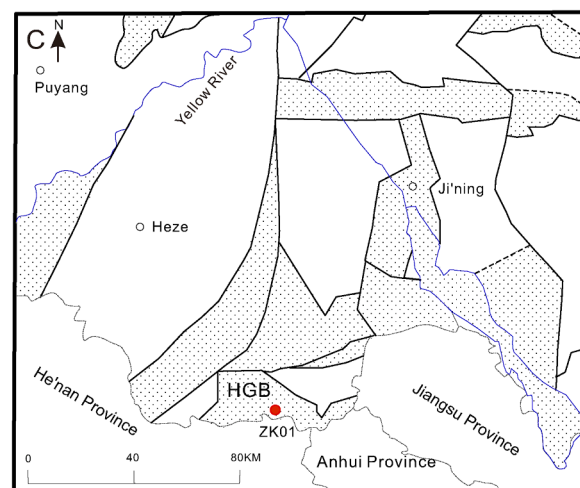 C
N
Puyang
Yellow River
Ji'ning
Heze
HGB
ZK01
He'nan Province
Jiangsu Province
Anhui Province
0 40 80KM